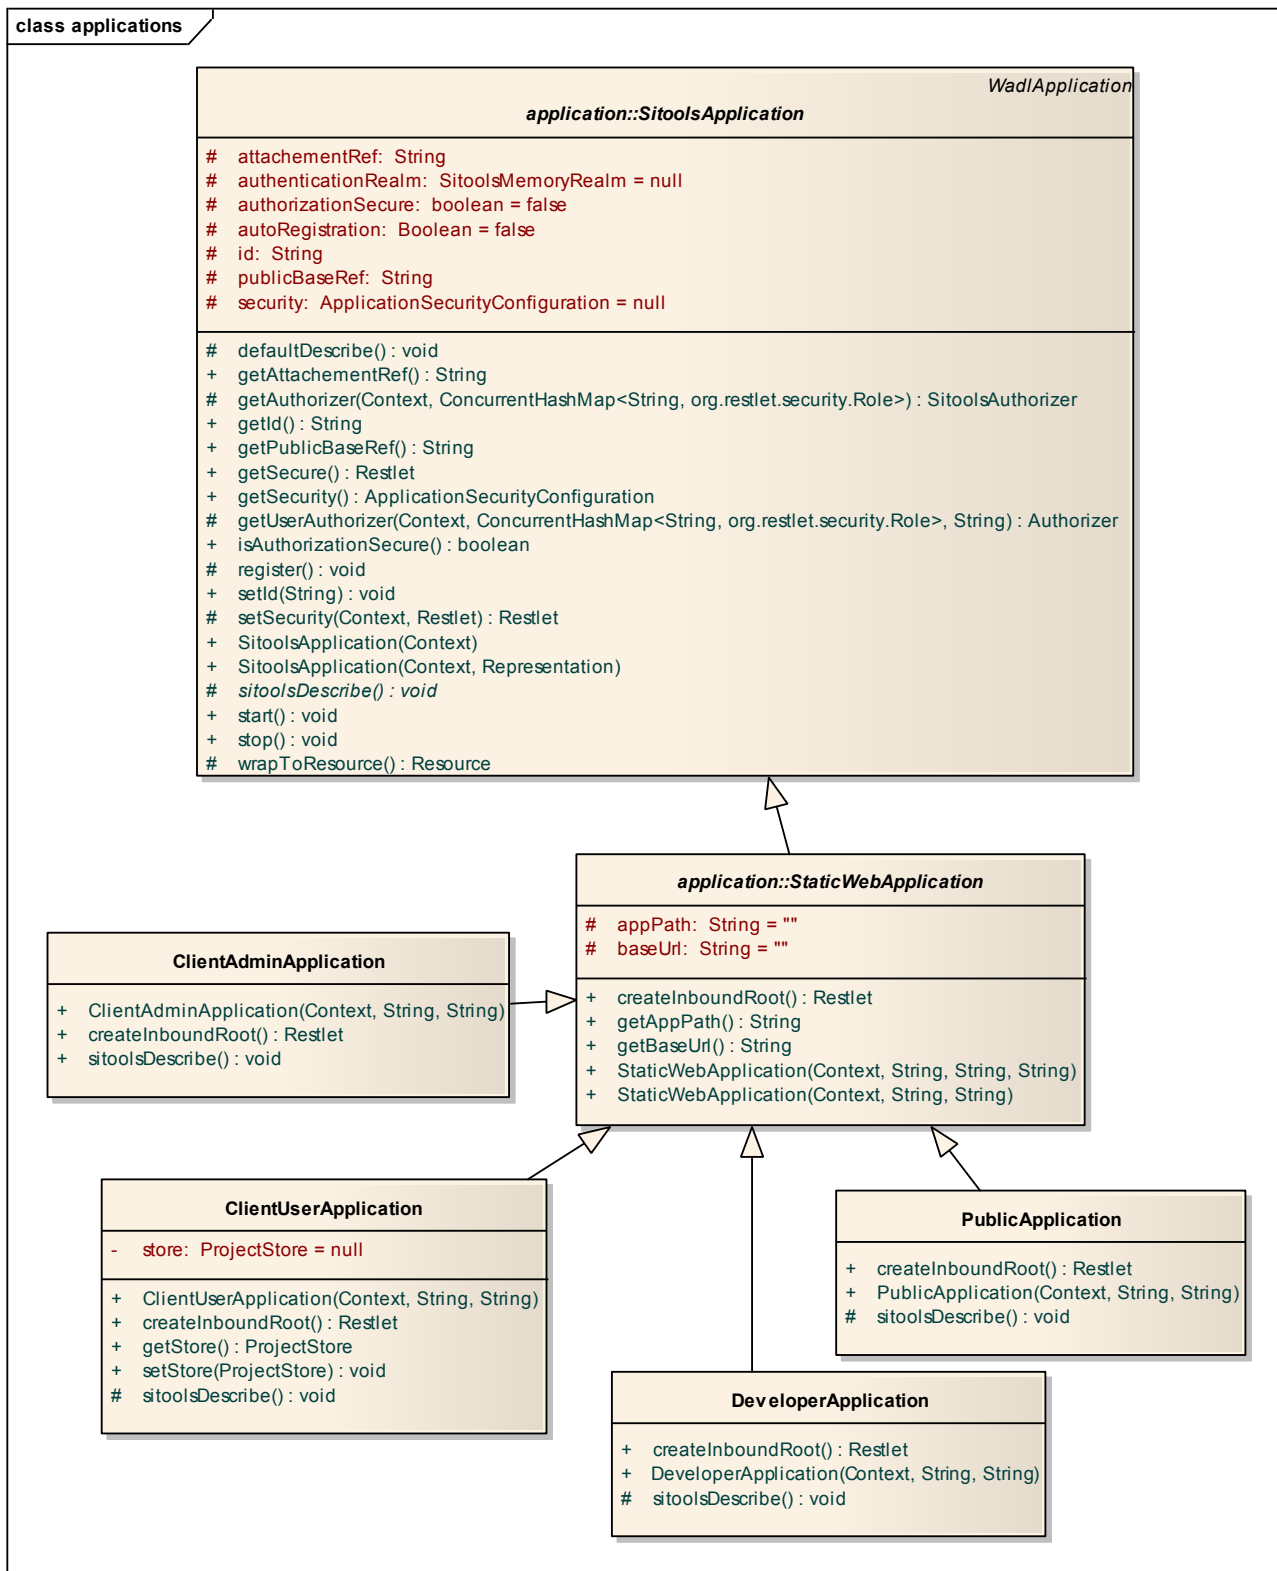 class applications
WadlApplication
application::SitoolsApplication
# attachementRef: String
# authenticationRealm: SitoolsMemoryRealm = null
# authorizationSecure: boolean = false
# autoRegistration: Boolean = false
# id: String
# publicBaseRef: String
# security: ApplicationSecurityConfiguration = null
# defaultDescribe() : void
+ getAttachementRef() : String
# getAuthorizer(Context, ConcurrentHashMap<String, org.restlet.security.Role>) : SitoolsAuthorizer
+ getId() : String
+ getPublicBaseRef() : String
+ getSecure() : Restlet
+ getSecurity() : ApplicationSecurityConfiguration
# getUserAuthorizer(Context, ConcurrentHashMap<String, org.restlet.security.Role>, String) : Authorizer
+ isAuthorizationSecure() : boolean
# register() : void
+ setId(String) : void
# setSecurity(Context, Restlet) : Restlet
+ SitoolsApplication(Context)
+ SitoolsApplication(Context, Representation)
# sitoolsDescribe() : void
+ start() : void
+ stop() : void
# wrapToResource() : Resource
application::StaticWebApplication
# appPath: String = ""
# baseUrl: String = ""
+ createInboundRoot() : Restlet
+ getAppPath() : String
+ getBaseUrl() : String
+ StaticWebApplication(Context, String, String, String)
+ StaticWebApplication(Context, String, String)
ClientAdminApplication
+ ClientAdminApplication(Context, String, String)
+ createInboundRoot() : Restlet
+ sitoolsDescribe() : void
ClientUserApplication
- store: ProjectStore = null
+ ClientUserApplication(Context, String, String)
+ createInboundRoot() : Restlet
+ getStore() : ProjectStore
+ setStore(ProjectStore) : void
# sitoolsDescribe() : void
PublicApplication
+ createInboundRoot() : Restlet
+ PublicApplication(Context, String, String)
# sitoolsDescribe() : void
DeveloperApplication
+ createInboundRoot() : Restlet
+ DeveloperApplication(Context, String, String)
# sitoolsDescribe() : void